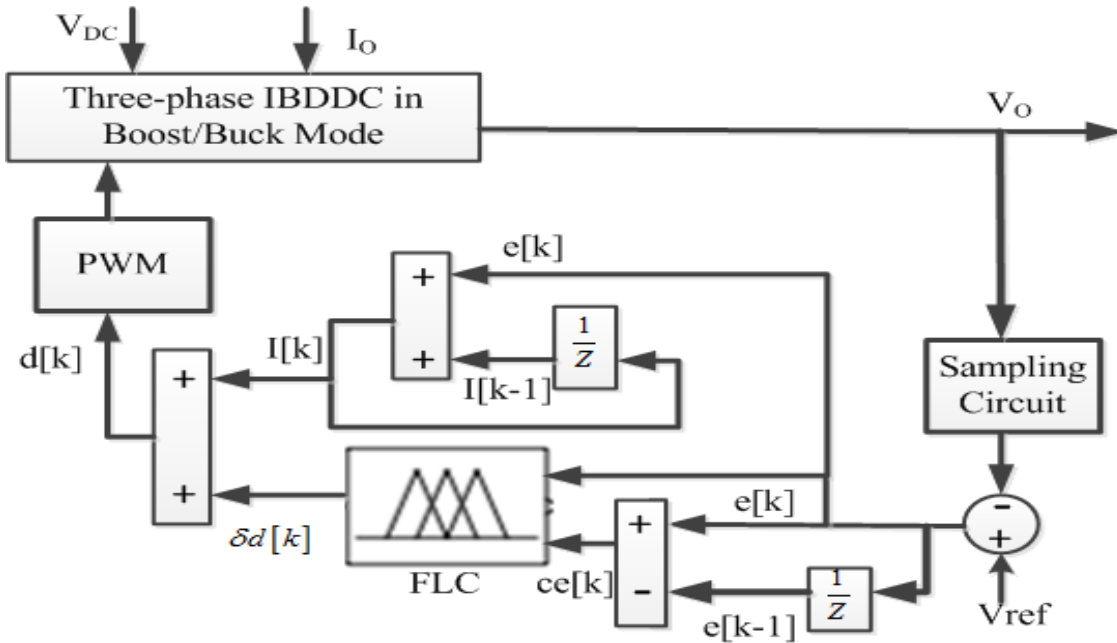 V_DC
I_O
Three-phase IBDDC in
Boost/Buck Mode
V_O
PWM
e[k]
+
+
1
Z
I[k]
I[k-1]
d[k]
+
+
Sampling
Circuit
δd[k]
FLC
e[k]
+
-
ce[k]
1
Z
e[k-1]
-
+
Vref